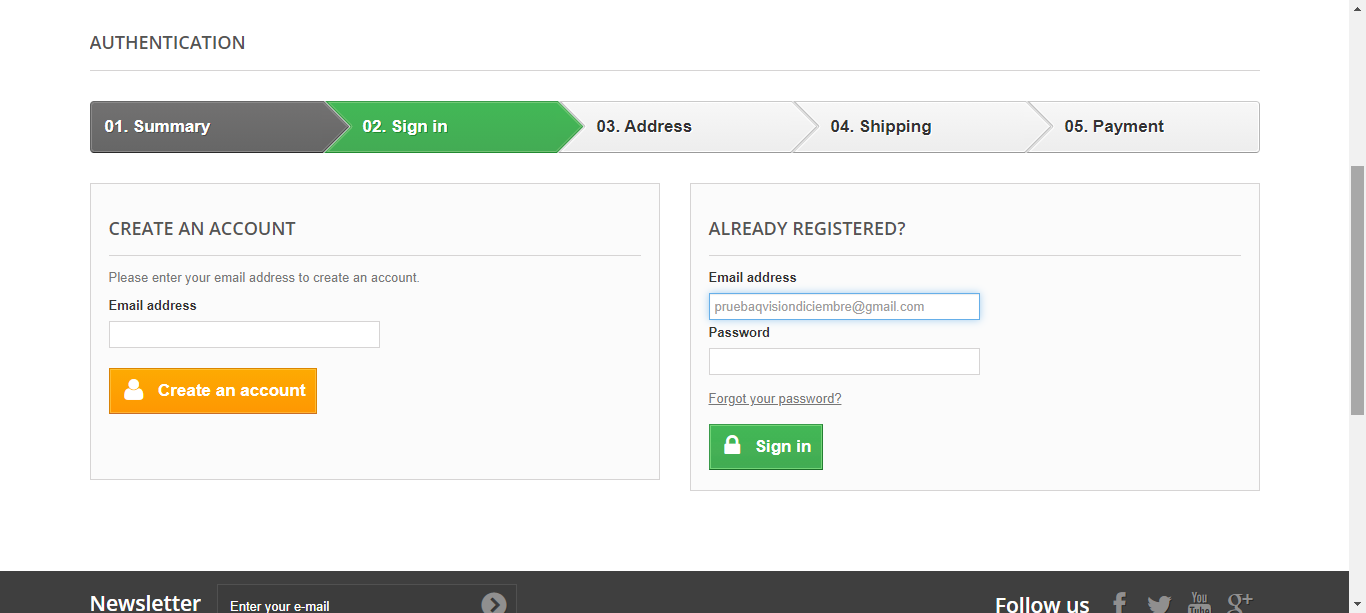 AUTHENTICATION
01. Summary
02. Sign in
03. Address
04. Shipping
05. Payment
CREATE AN ACCOUNT
Please enter your email address to create an account.
Email address
Create an account
ALREADY REGISTERED?
Email address
pruebaqvisiondiciembre@gmail.com
Password
Forgot your password?
Sign in
Newsletter
Enter your e-mail
Follow us
You
Tube
g+